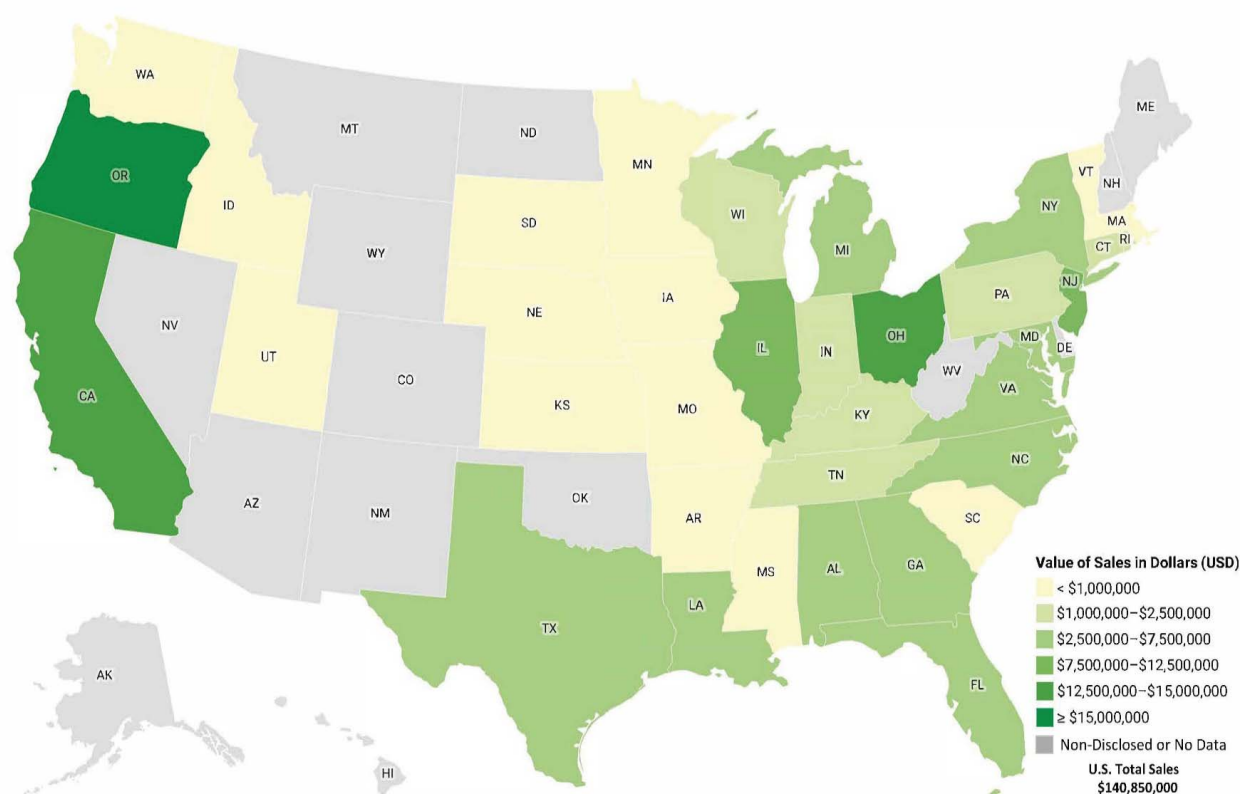 WA
MT
ND
MN
ME
OR
ID
SD
WI
MI
NY
VT
NH
MA
CT
RI
WY
NE
IA
PA
NJ
NV
UT
CO
KS
MO
IL
IN
OH
WV
MD
DE
VA
KY
CA
AZ
NM
OK
AR
TN
NC
SC
MS
AL
GA
LA
TX
FL
AK
HI
Value of Sales in Dollars (USD)
< $1,000,000
$1,000,000–$2,500,000
$2,500,000–$7,500,000
$7,500,000–$12,500,000
$12,500,000–$15,000,000
≥ $15,000,000
Non-Disclosed or No Data
U.S. Total Sales
$140,850,000